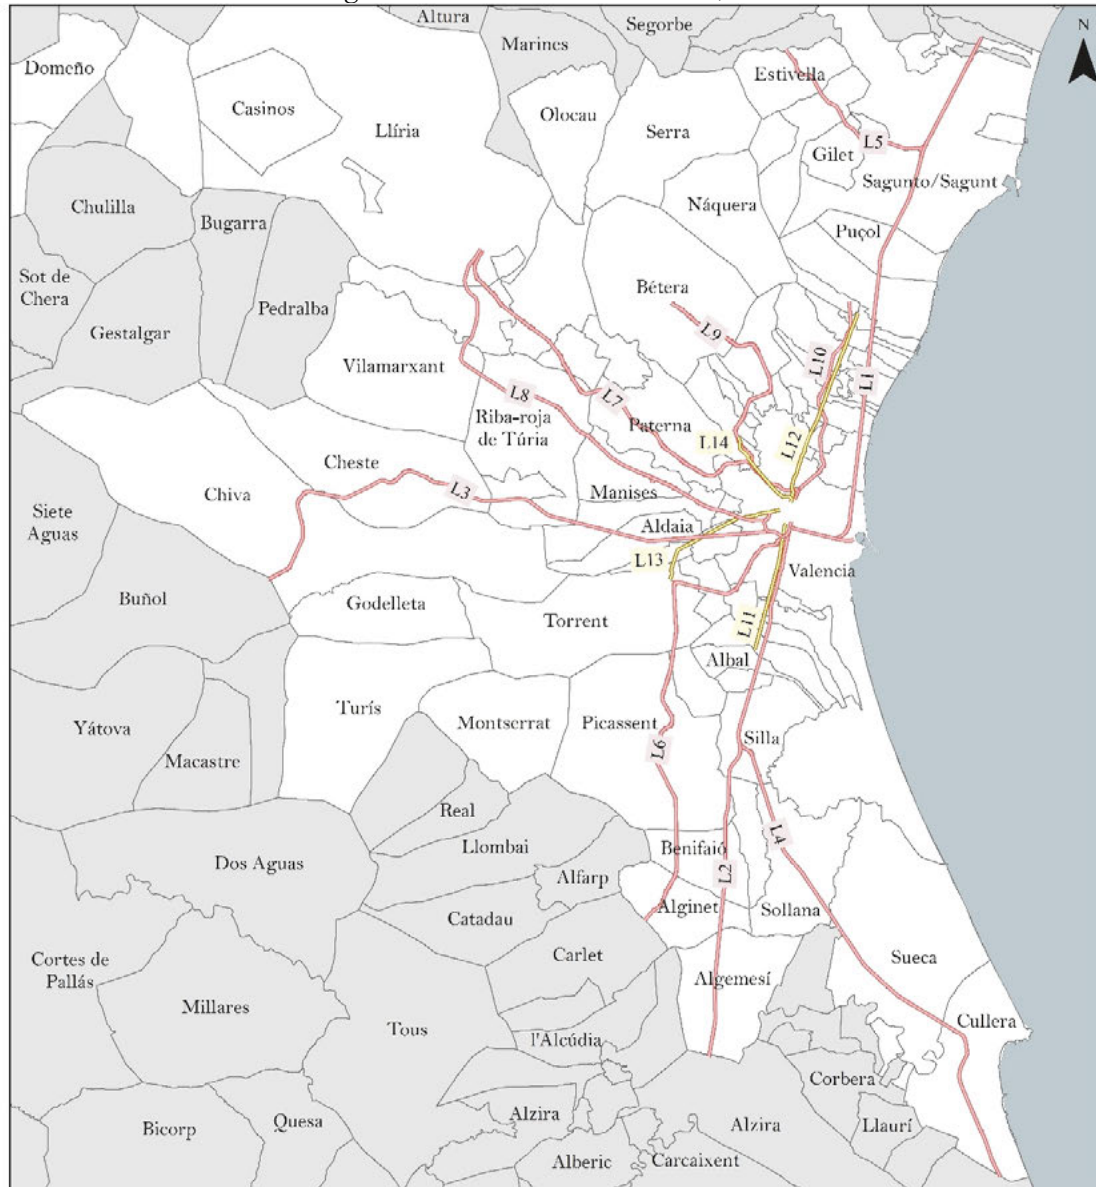 Altura
Segorbe
N
Marines
Domeño
Estivella
Casinos
Olocau
Llíria
Serra
L5
Gilet
Sagunto/Sagunt
Chulilla
Náquera
Bugarra
Puçol
Sot de
Chera
Bétera
Pedralba
Gestalgar
L9
L10
Vilamarxant
L1
L8
L7
Riba-roja
de Túria
Paterna
L14
L12
Cheste
Chiva
L3
Manises
Siete
Aguas
Aldaia
L13
Valencia
Buñol
Godelleta
Torrent
L11
Albal
Turís
Yátova
Montserrat
Picassent
Silla
L6
Macastre
Real
L4
Llombai
Benifaió
Dos Aguas
L2
Alfarp
Alginet
Sollana
Catadau
Carlet
Sueca
Cortes de
Pallás
Algemesí
Millares
Cullera
Tous
l'Alcúdia
Corbera
Alzira
Quesa
Bicorp
Alzira
Llaurí
Alberic
Carcaixent